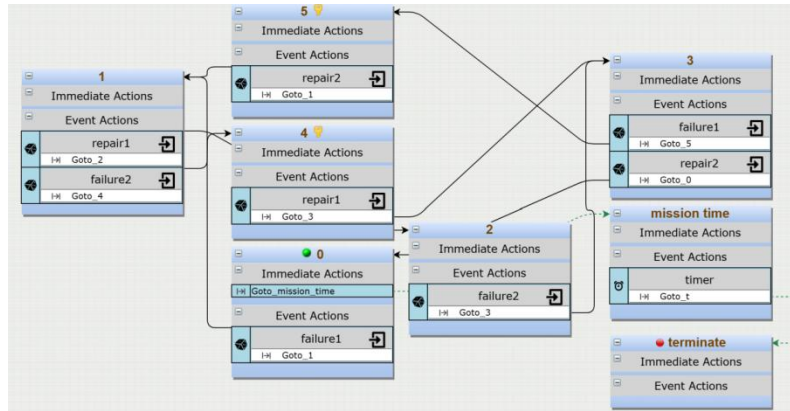 5
Immediate Actions
Event Actions
repair2
Goto_1
1
Immediate Actions
Event Actions
repair1
Goto_2
failure2
Goto_4
4
Immediate Actions
Event Actions
repair1
Goto_3
0
Immediate Actions
Goto_mission_time
Event Actions
failure1
Goto_1
2
Immediate Actions
Event Actions
failure2
Goto_3
3
Immediate Actions
Event Actions
failure1
Goto_5
repair2
Goto_0
mission time
Immediate Actions
Event Actions
timer
Goto_t
terminate
Immediate Actions
Event Actions